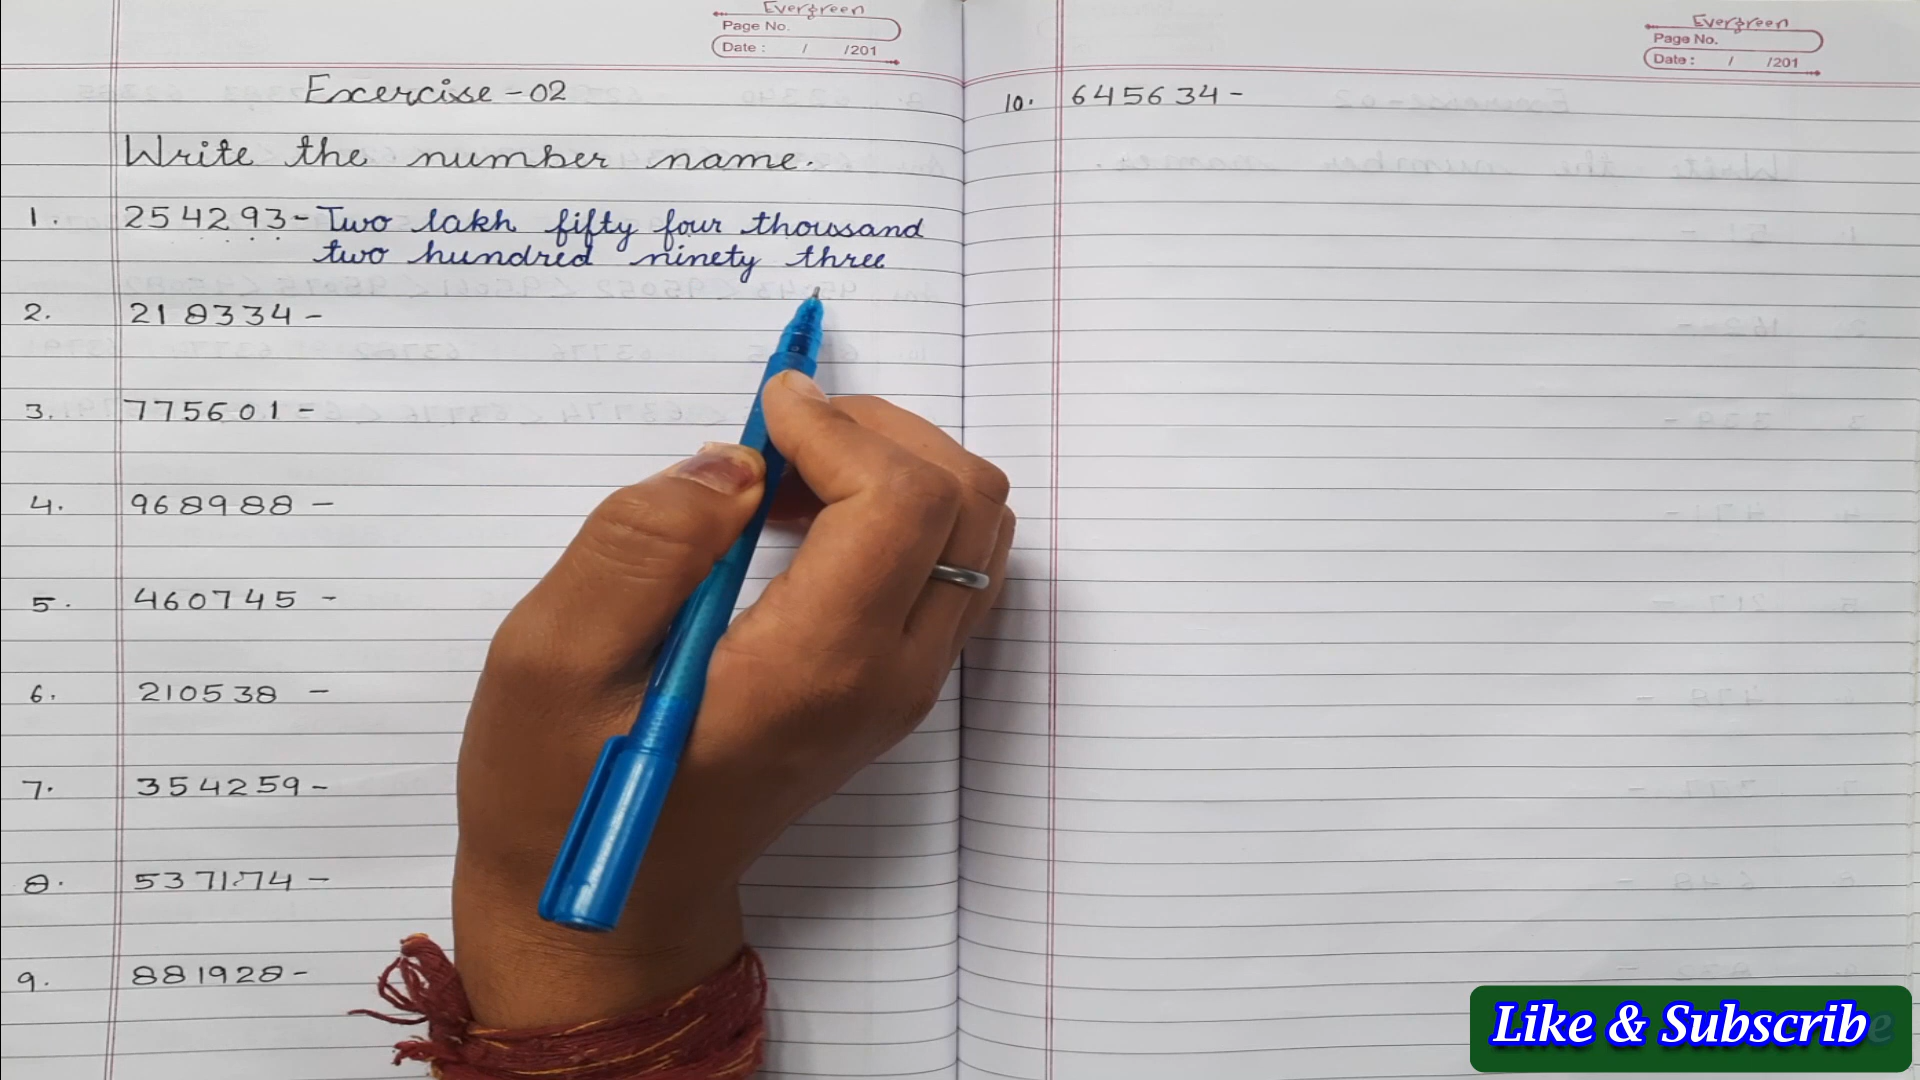 Evergreen
Page No.
Date : / /201
Exercise - 02
Write the number name.
1. 254293 - Two lakh fifty four thousand
two hundred ninety three
2. 218334 -
3. 775601 -
4. 968988 -
5. 460745 -
6. 210538 -
7. 354259 -
8. 537174 -
9. 881928 -
Evergreen
Page No.
Date : / /201
10. 645634 -
Like & Subscribe